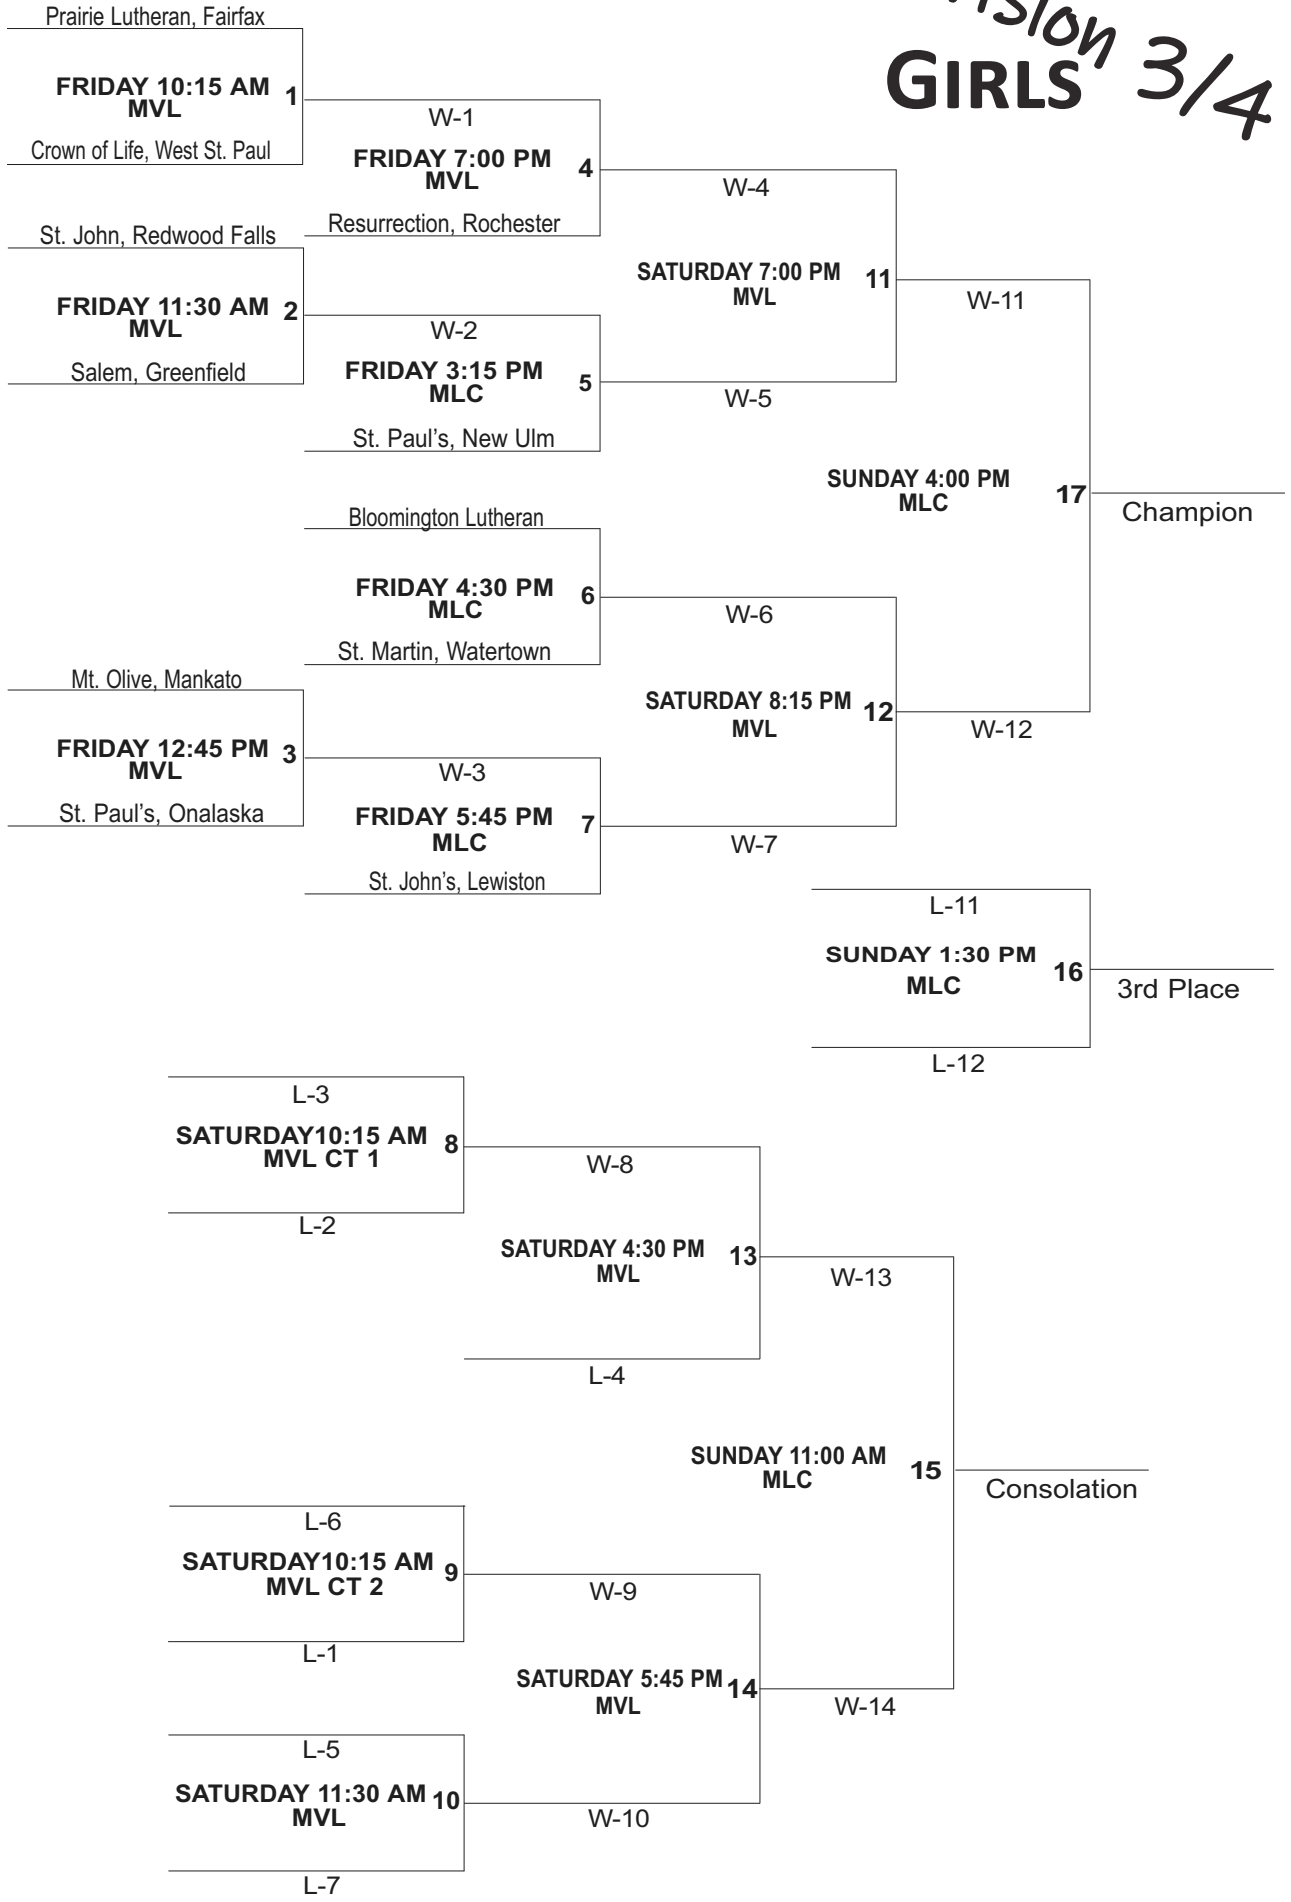 3/4
GIRLS
Prairie Lutheran, Fairfax
FRIDAY 10:15 AM 1
MVL
Crown of Life, West St. Paul
W-1
FRIDAY 7:00 PM 4
MVL
Resurrection, Rochester
St. John, Redwood Falls
FRIDAY 11:30 AM 2
MVL
Salem, Greenfield
W-2
FRIDAY 3:15 PM 5
MLC
St. Paul’s, New Ulm
W-4
SATURDAY 7:00 PM 11
MVL
W-5
W-11
SUNDAY 4:00 PM 17
MLC
Champion
Bloomington Lutheran
FRIDAY 4:30 PM 6
MLC
St. Martin, Watertown
W-6
Mt. Olive, Mankato
FRIDAY 12:45 PM 3
MVL
St. Paul's, Onalaska
W-3
FRIDAY 5:45 PM 7
MLC
St. John’s, Lewiston
SATURDAY 8:15 PM 12
MVL
W-7
W-12
L-11
SUNDAY 1:30 PM 16
MLC
3rd Place
L-12
L-3
SATURDAY10:15 AM 8
MVL CT 1
L-2
W-8
SATURDAY 4:30 PM 13
MVL
L-4
W-13
SUNDAY 11:00 AM 15
MLC
Consolation
L-6
SATURDAY10:15 AM 9
MVL CT 2
L-1
W-9
SATURDAY 5:45 PM 14
MVL
W-14
L-5
SATURDAY 11:30 AM 10
MVL
L-7
W-10